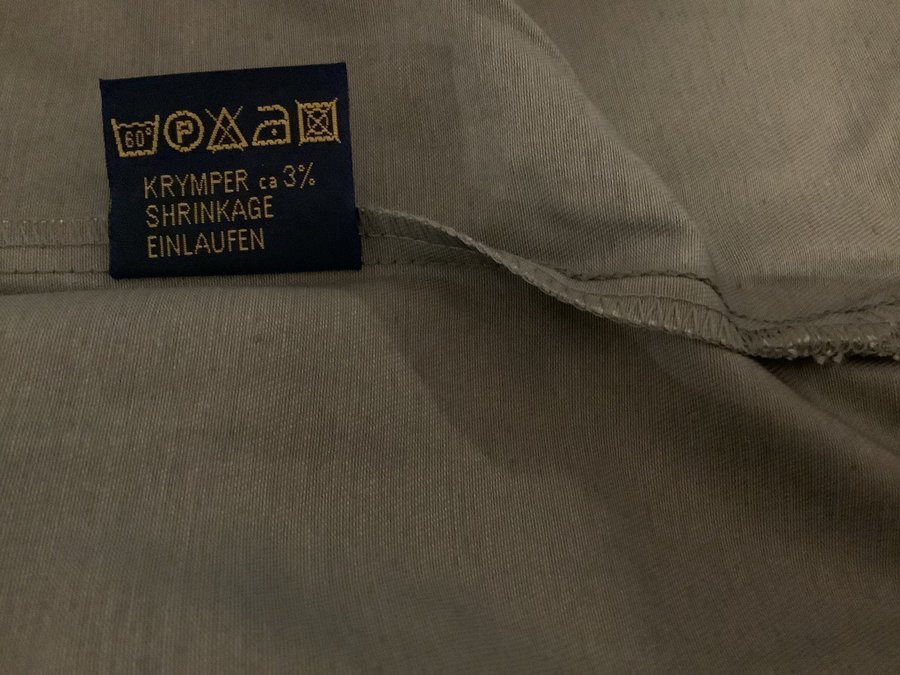 60° P
KRYMPER ca 3%
SHRINKAGE
EINLAUFEN